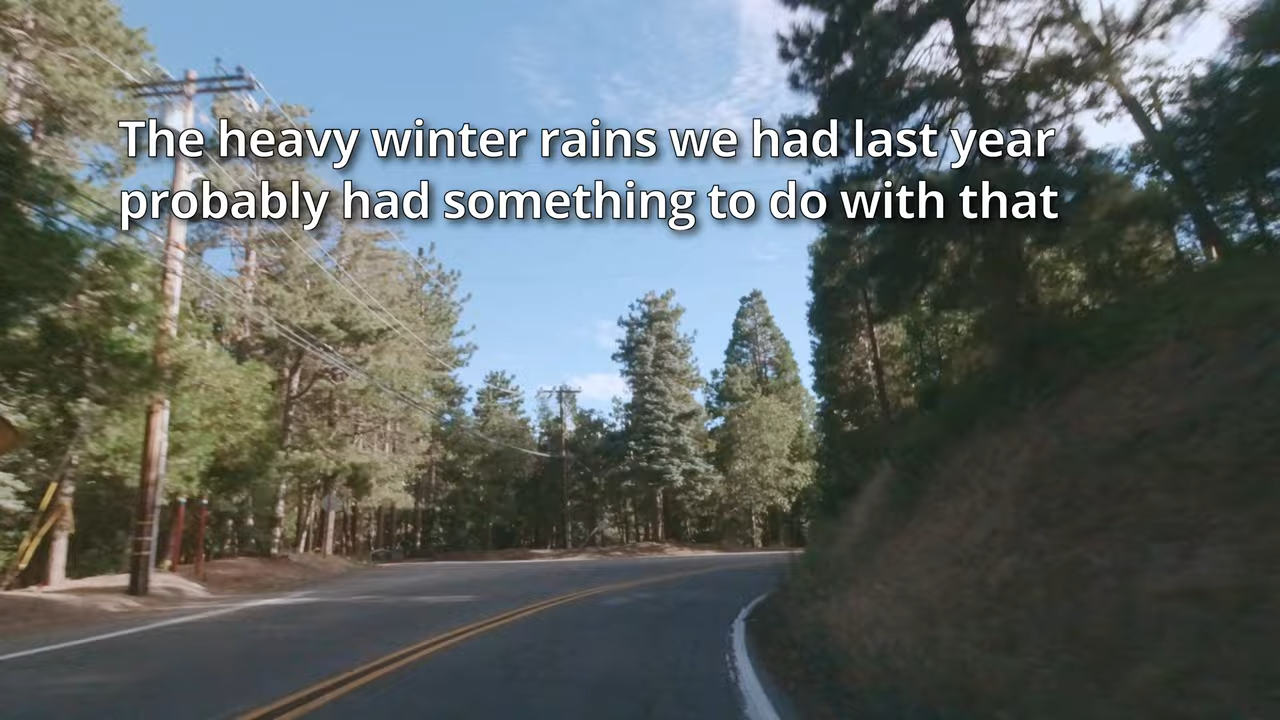 The heavy winter rains we had last year
probably had something to do with that